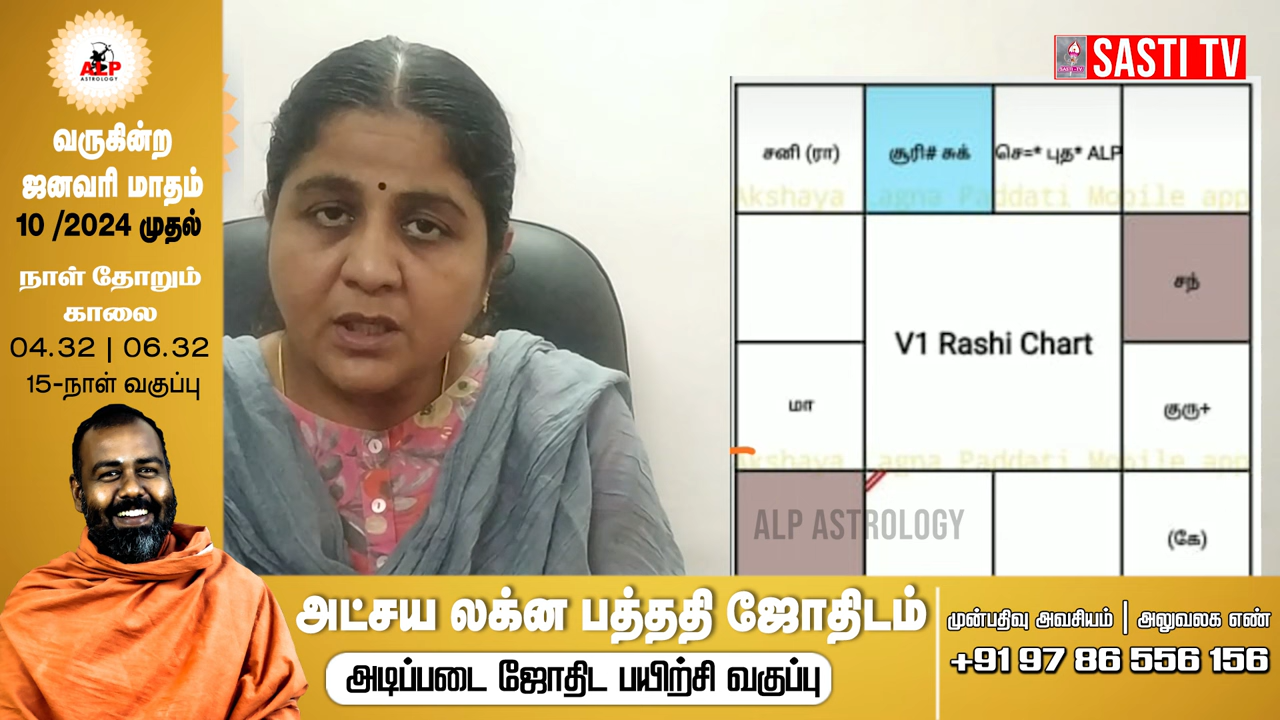 ALP
ASTROLOGY
வருகின்ற
ஜனவரி மாதம்
10 /2024 முதல்
நாள் தோறும்
காலை
04.32 | 06.32
15-நாள் வகுப்பு
SASTI TV
சனி (ரா)
சூரி# சுக்
செ=* புத* ALP
Akshaya Lagna Paddati Mobile app
சந்
V1 Rashi Chart
மா
குரு+
Akshaya Lagna Paddati Mobile app
ALP ASTROLOGY
(கே)
அட்சய லக்ன பத்ததி ஜோதிடம்
அடிப்படை ஜோதிட பயிற்சி வகுப்பு
முன்பதிவு அவசியம் | அலுவலக எண்
+91 97 86 556 156